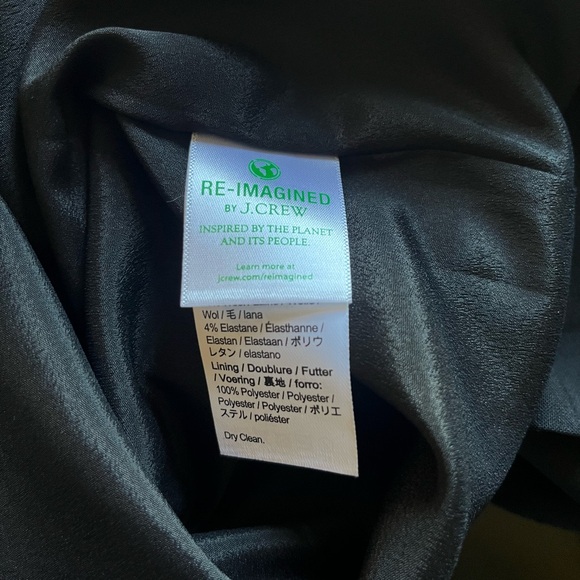 RE-IMAGINED
BY J.CREW
INSPIRED BY THE PLANET
AND ITS PEOPLE.
Learn more at
jcrew.com/reimagined
Wol / 毛 / lana
4% Elastane / Élasthanne /
Elastan / Elastaan / ポリウ
レタン / elastano
Lining / Doublure / Futter
/ Voering / 裏地 / forro:
100% Polyester / Polyester /
Polyester / Polyester / ポリエ
ステル / poliéster
Dry Clean.